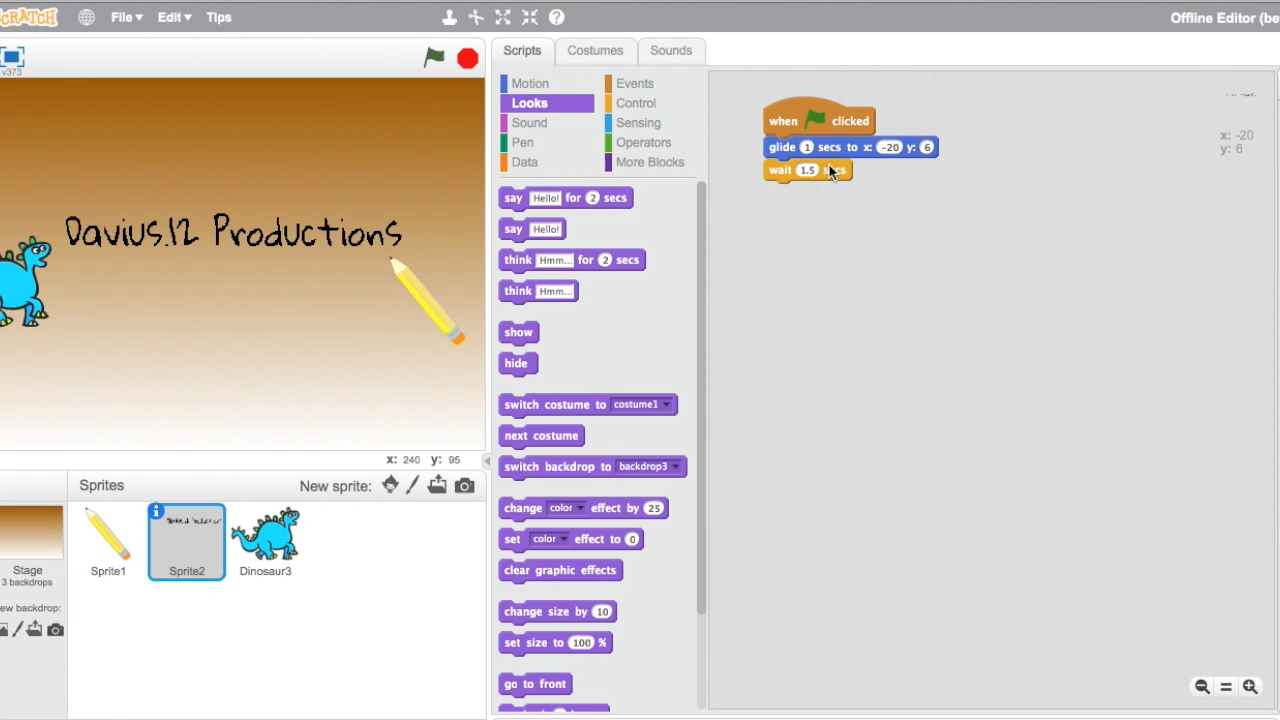 SCRATCH File Edit Tips Offline Editor (be
v373
Scripts Costumes Sounds
Motion Events
Looks Control
Sound Sensing
Pen Operators
Data More Blocks
say Hello! for 2 secs
say Hello!
think Hmm... for 2 secs
think Hmm...
show
hide
switch costume to costume1
next costume
switch backdrop to backdrop3
change color effect by 25
set color effect to 0
clear graphic effects
change size by 10
set size to 100 %
go to front
when clicked
glide 1 secs to x: -20 y: 6
wait 1.5 secs
x: -20
y: 6
Davius.12 Productions
x: 240 y: 95
Sprites New sprite:
Stage
3 backdrops
ew backdrop:
Sprite1
Sprite2
Dinosaur3